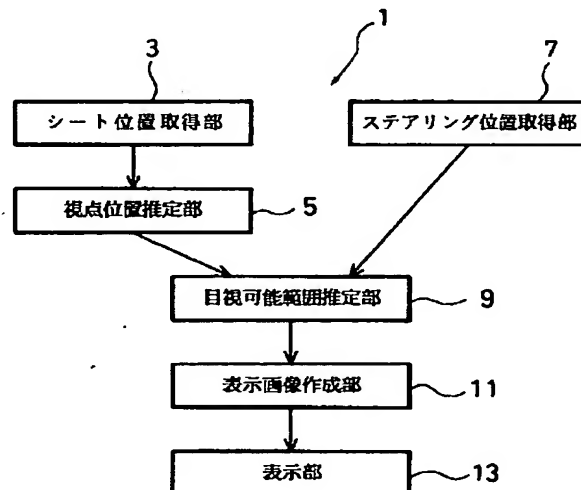 1
3
7
シート位置取得部
ステアリング位置取得部
視点位置推定部
5
目視可能範囲推定部
9
表示画像作成部
11
表示部
13